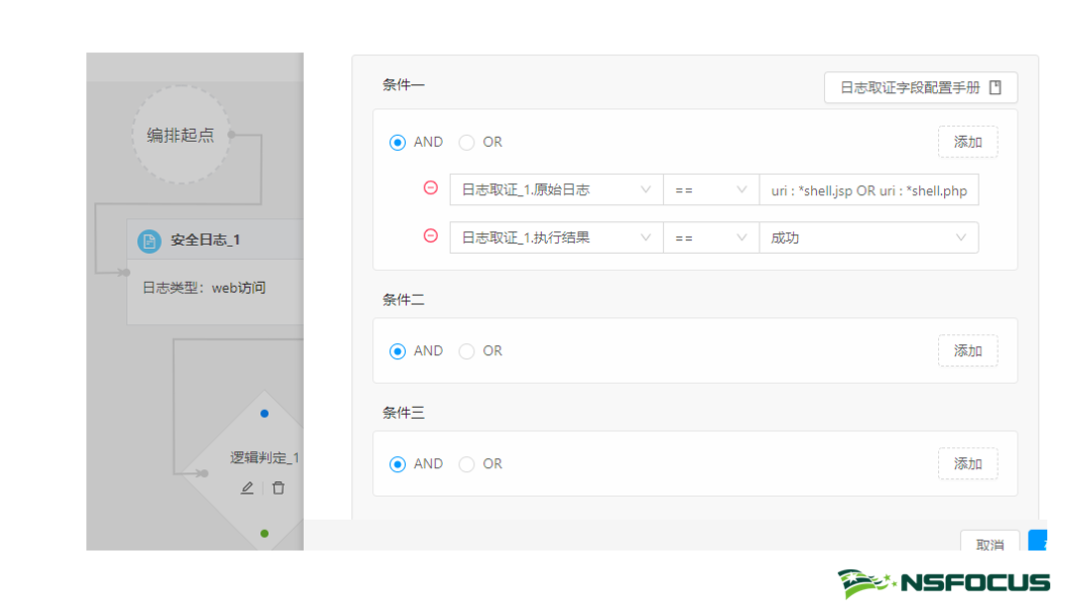 编排起点
安全日志_1
日志类型：web访问
逻辑判定_1
条件一
日志取证字段配置手册
AND OR 添加
日志取证_1.原始日志 == uri : *shell.jsp OR uri : *shell.php
日志取证_1.执行结果 == 成功
条件二
AND OR 添加
条件三
AND OR 添加
取消
NSFOCUS